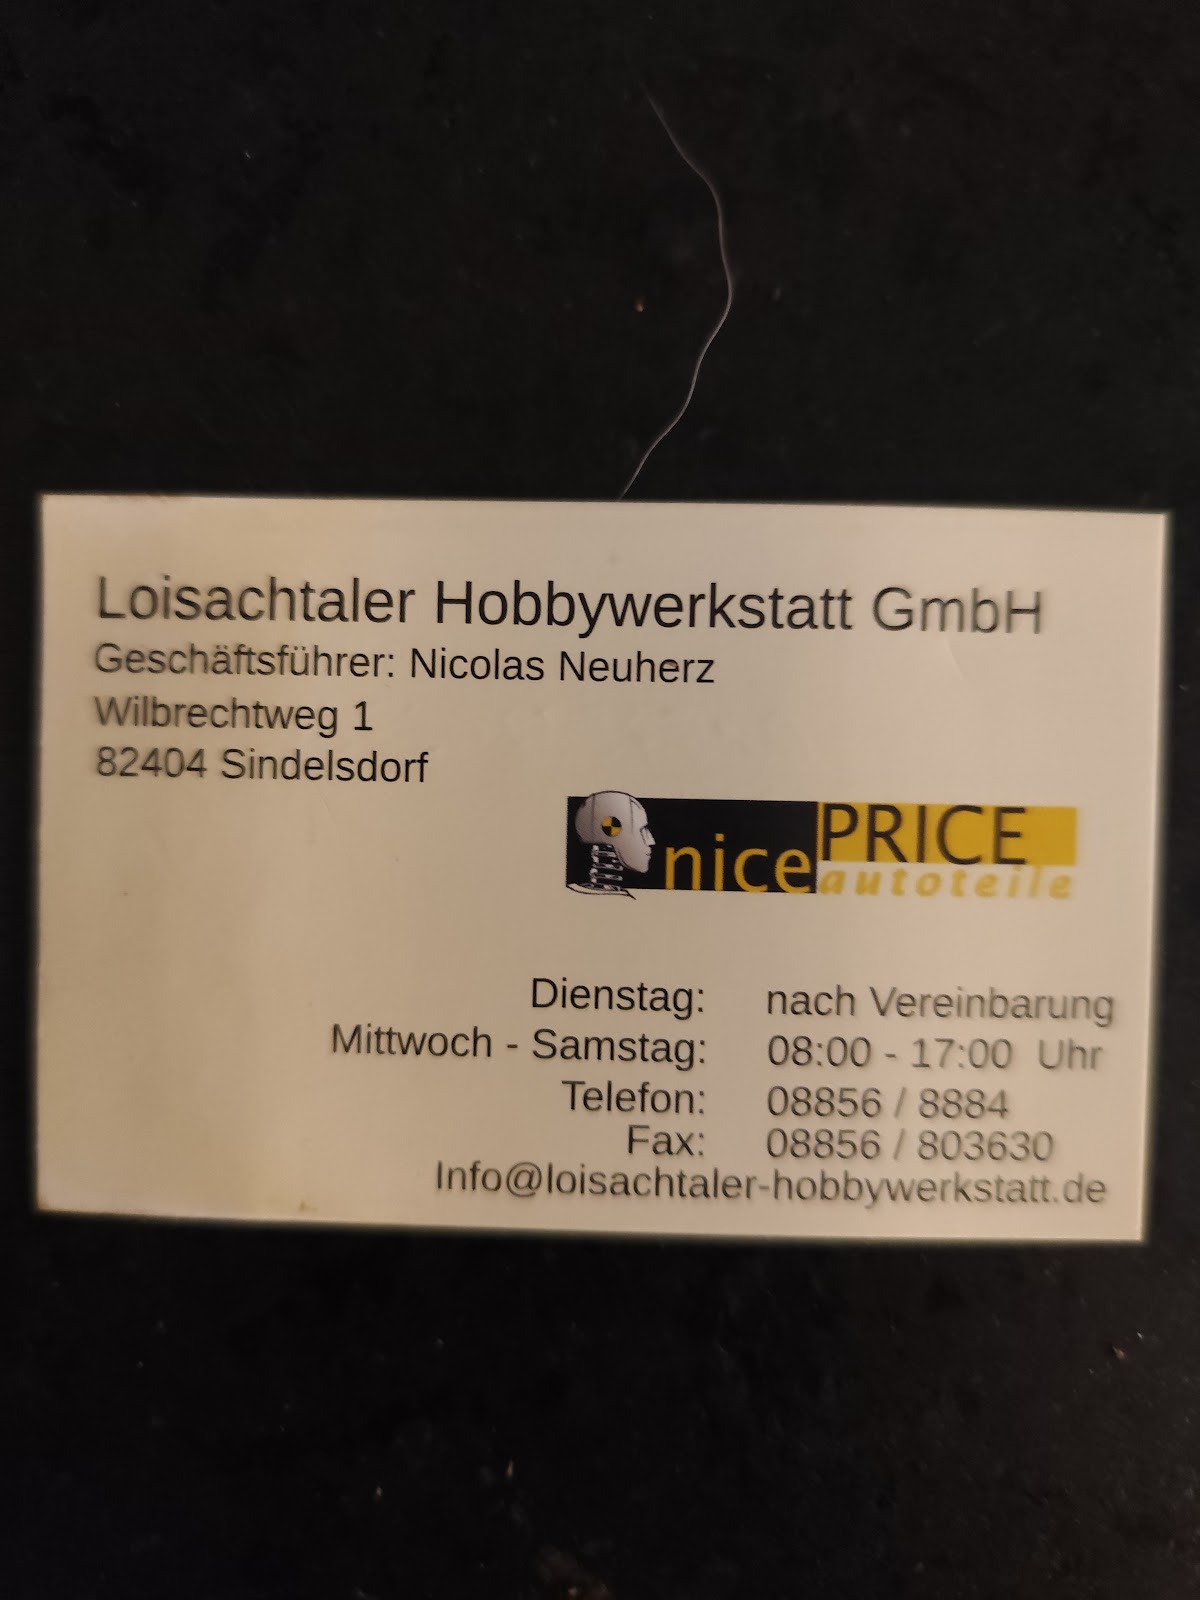 Loisachtaler Hobbywerkstatt GmbH
Geschäftsführer: Nicolas Neuherz
Wilbrechtweg 1
82404 Sindelsdorf
nice PRICE
autoteile
Dienstag: nach Vereinbarung
Mittwoch - Samstag: 08:00 - 17:00 Uhr
Telefon: 08856 / 8884
Fax: 08856 / 803630
Info@loisachtaler-hobbywerkstatt.de